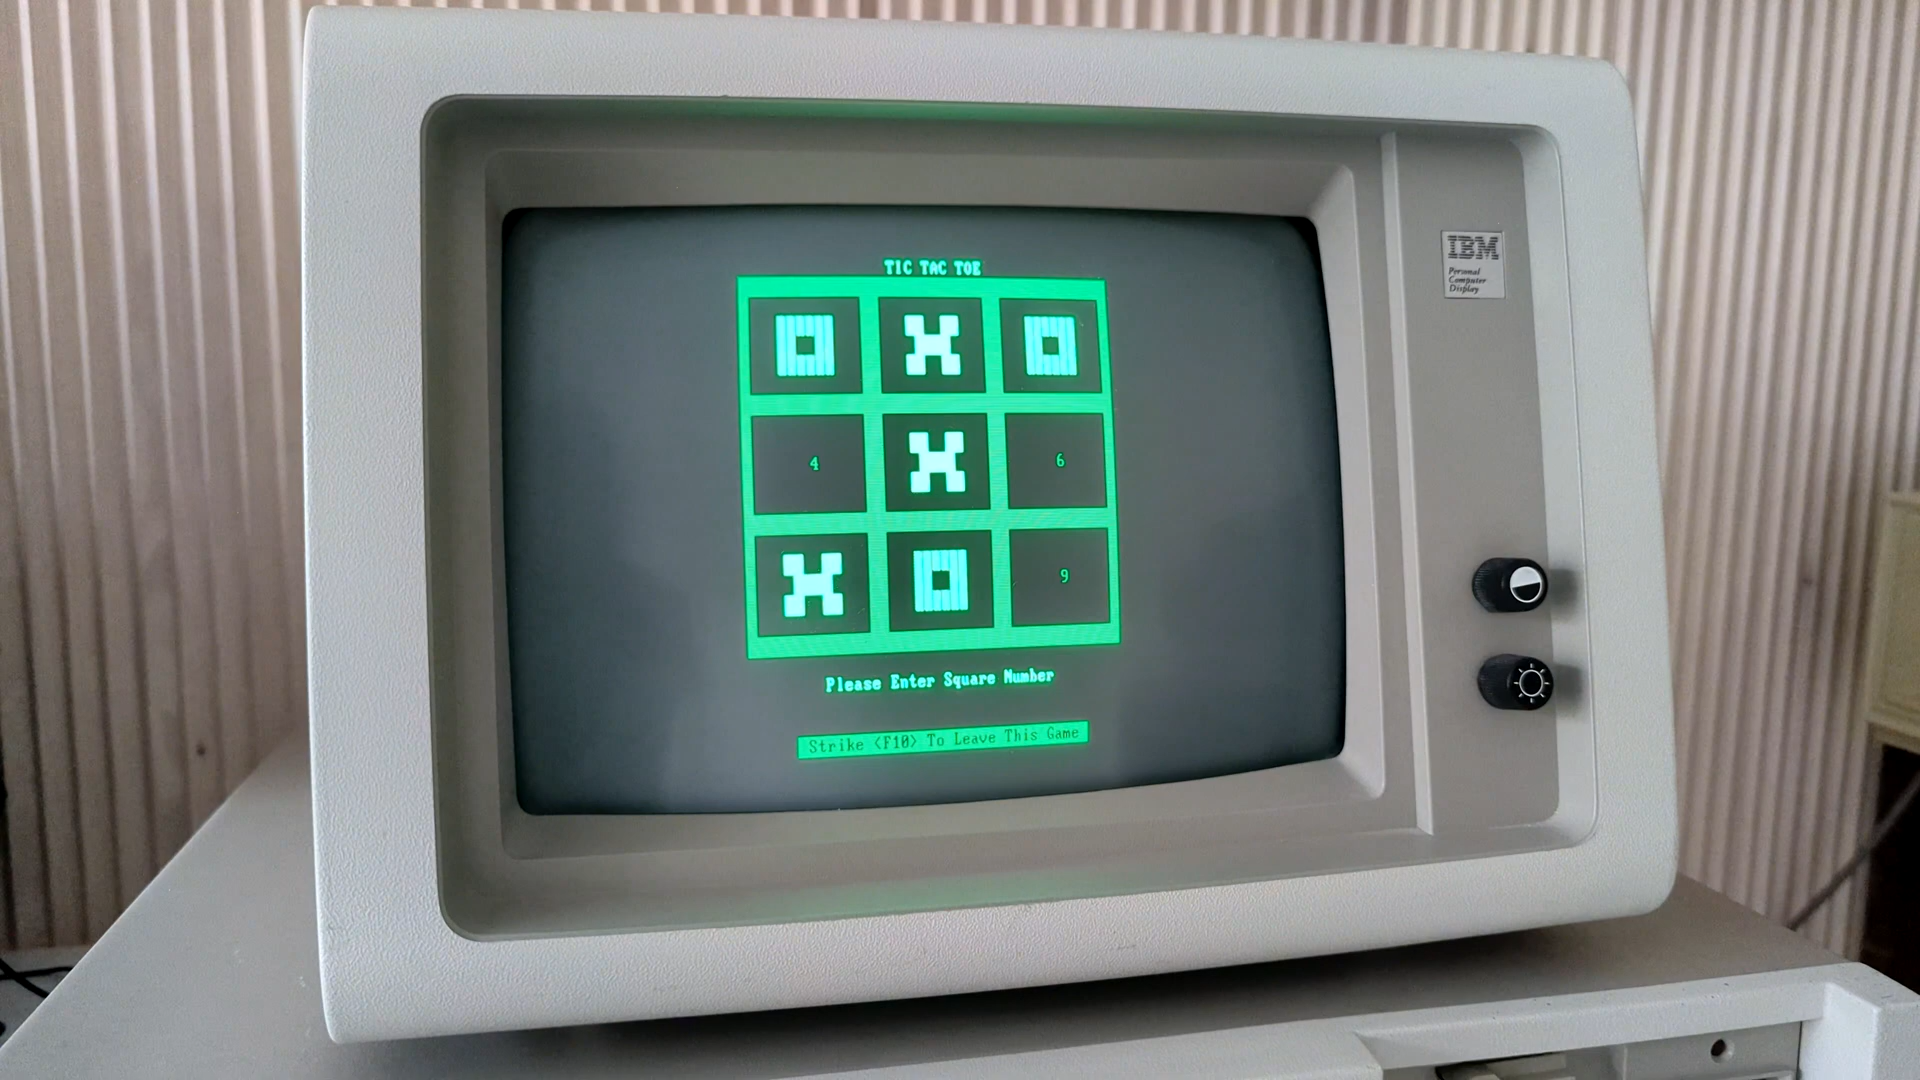 TIC TAC TOE
4
6
9
Please Enter Square Number
Strike <F10> To Leave This Game
IBM
Personal
Computer
Display